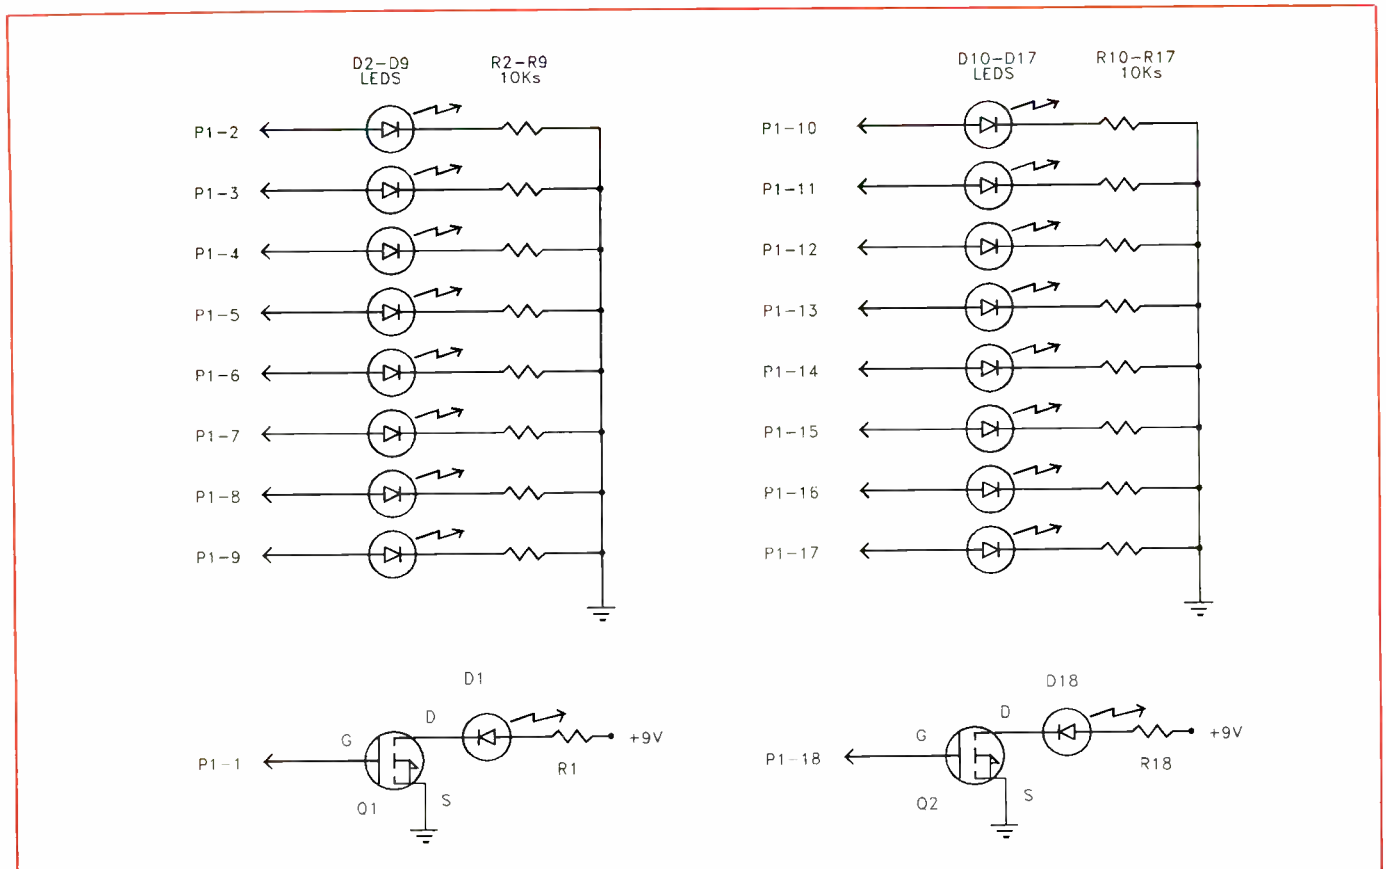 D2-D9
LEDS
R2-R9
10Ks
P1-2
P1-3
P1-4
P1-5
P1-6
P1-7
P1-8
P1-9
D10-D17
LEDS
R10-R17
10Ks
P1-10
P1-11
P1-12
P1-13
P1-14
P1-15
P1-16
P1-17
D1
D
G
+9V
P1-1
R1
Q1
S
D18
D
G
+9V
P1-18
R18
Q2
S